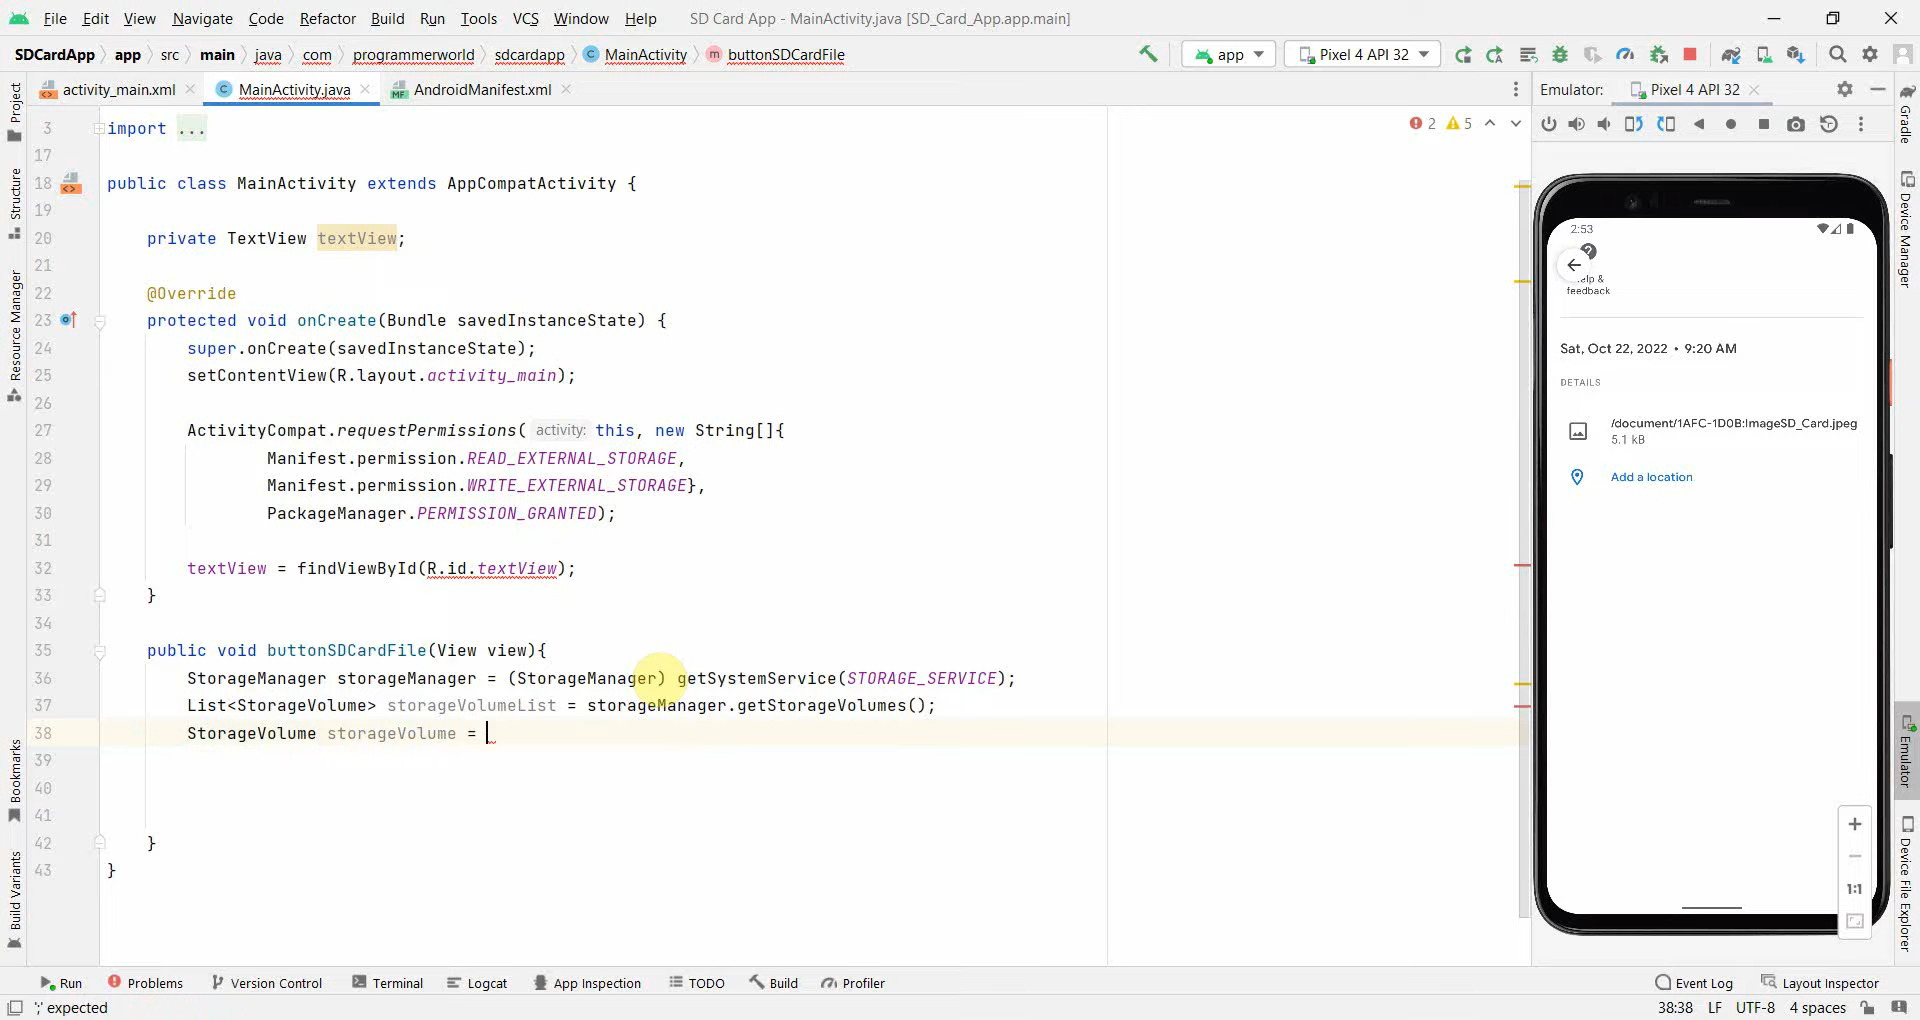 File Edit View Navigate Code Refactor Build Run Tools VCS Window Help SD Card App - MainActivity.java [SD_Card_App.app.main]
SDCardApp app src main java com programmerworld sdcardapp C MainActivity m buttonSDCardFile app Pixel 4 API 32
activity_main.xml C MainActivity.java MF AndroidManifest.xml Emulator: Pixel 4 API 32
3 import ... 2 5
17
18 public class MainActivity extends AppCompatActivity {
19
20 private TextView textView;
21
22 @Override
23 protected void onCreate(Bundle savedInstanceState) {
24 super.onCreate(savedInstanceState);
25 setContentView(R.layout.activity_main);
26
27 ActivityCompat.requestPermissions( activity: this, new String[]{
28 Manifest.permission.READ_EXTERNAL_STORAGE,
29 Manifest.permission.WRITE_EXTERNAL_STORAGE},
30 PackageManager.PERMISSION_GRANTED);
31
32 textView = findViewById(R.id.textView);
33 }
34
35 public void buttonSDCardFile(View view){
36 StorageManager storageManager = (StorageManager) getSystemService(STORAGE_SERVICE);
37 List<StorageVolume> storageVolumeList = storageManager.getStorageVolumes();
38 StorageVolume storageVolume =
39
40
41
42 }
43 }
Project
Structure
Resource Manager
Bookmarks
Build Variants
2:53
feedback
Sat, Oct 22, 2022 • 9:20 AM
DETAILS
/document/1AFC-1D0B:ImageSD_Card.jpeg
5.1 kB
Add a location
1:1
Gradle
Device Manager
Emulator
Device File Explorer
Run Problems Version Control Terminal Logcat App Inspection TODO Build Profiler Event Log Layout Inspector
';' expected 38:38 LF UTF-8 4 spaces